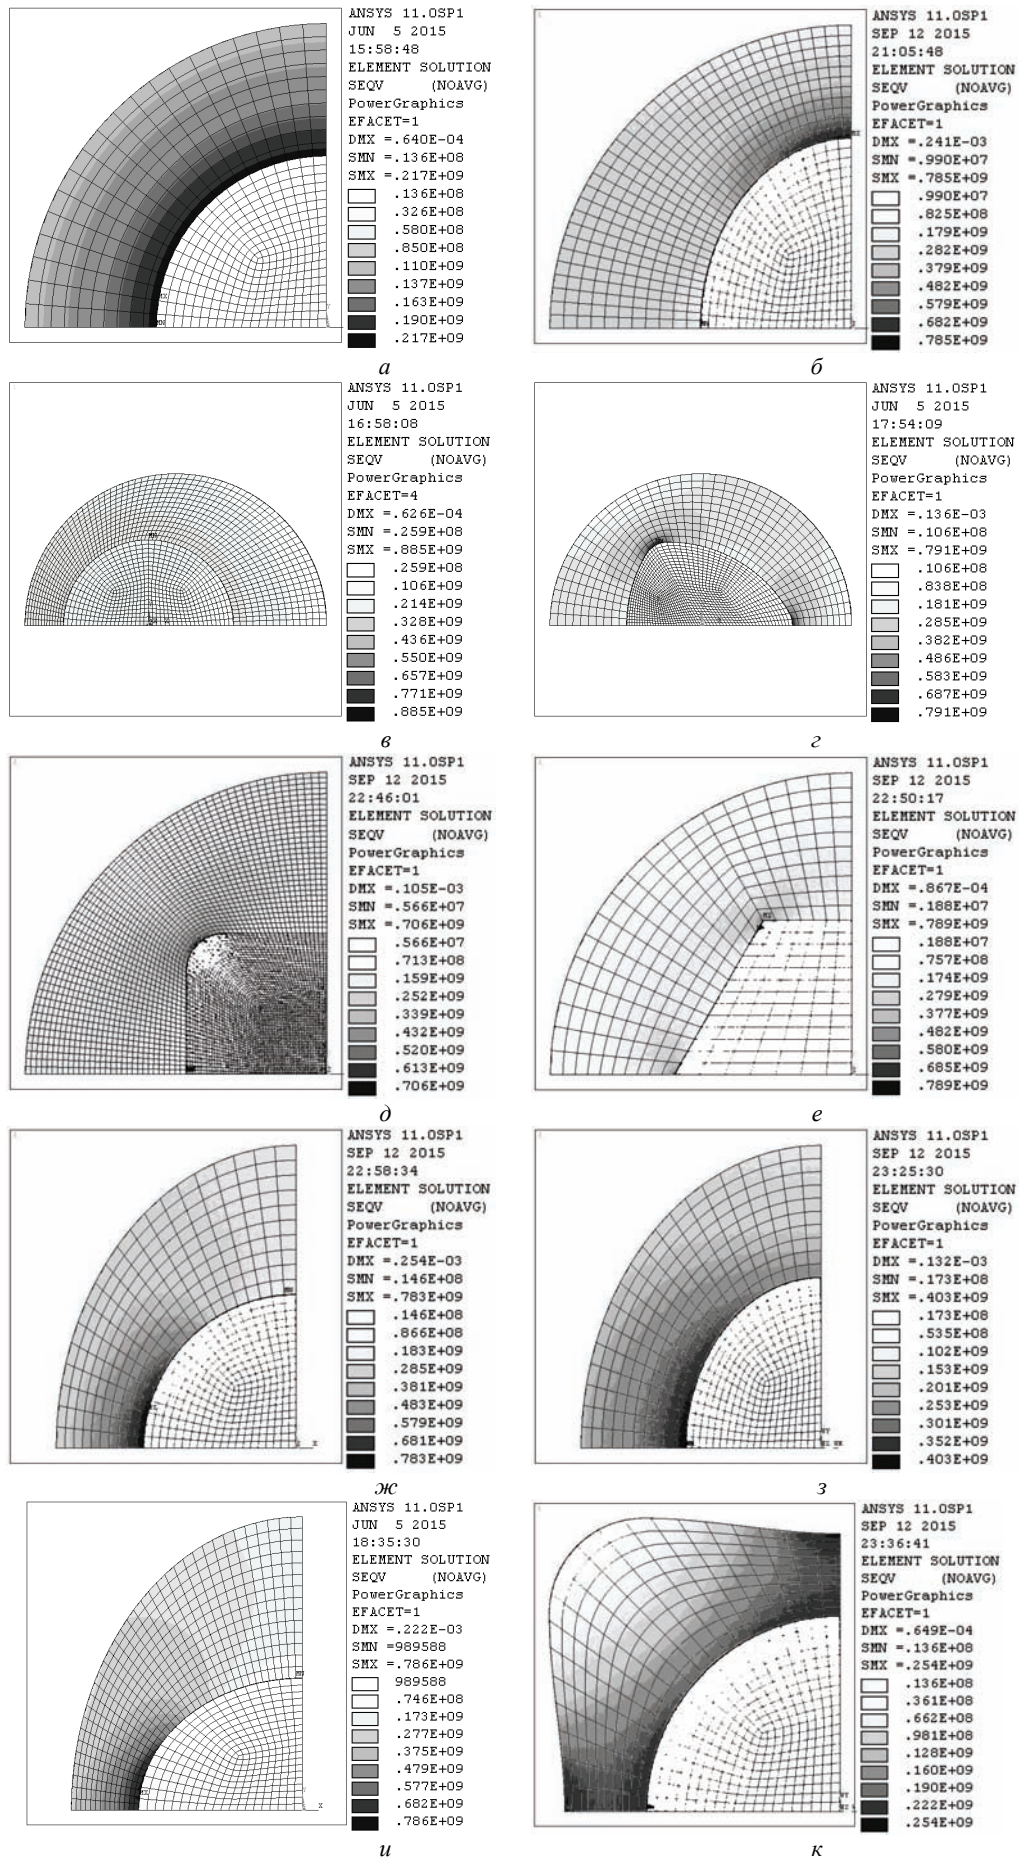 ANSYS 11.0SP1
JUN 5 2015
15:58:48
ELEMENT SOLUTION
SEQV (NOAVG)
PowerGraphics
EFACET=1
DMX =.640E-04
SMN =.136E+08
SMX =.217E+09
.136E+08
.326E+08
.580E+08
.850E+08
.110E+09
.137E+09
.163E+09
.190E+09
.217E+09
MX
MN
а
ANSYS 11.0SP1
SEP 12 2015
21:05:48
ELEMENT SOLUTION
SEQV (NOAVG)
PowerGraphics
EFACET=1
DMX =.241E-03
SMN =.990E+07
SMX =.785E+09
.990E+07
.825E+08
.179E+09
.282E+09
.379E+09
.482E+09
.579E+09
.682E+09
.785E+09
MX
б
ANSYS 11.0SP1
JUN 5 2015
16:58:08
ELEMENT SOLUTION
SEQV (NOAVG)
PowerGraphics
EFACET=4
DMX =.626E-04
SMN =.259E+08
SMX =.885E+09
.259E+08
.106E+09
.214E+09
.328E+09
.436E+09
.550E+09
.657E+09
.771E+09
.885E+09
в
ANSYS 11.0SP1
JUN 5 2015
17:54:09
ELEMENT SOLUTION
SEQV (NOAVG)
PowerGraphics
EFACET=1
DMX =.136E-03
SMN =.106E+08
SMX =.791E+09
.106E+08
.838E+08
.181E+09
.285E+09
.382E+09
.486E+09
.583E+09
.687E+09
.791E+09
г
ANSYS 11.0SP1
SEP 12 2015
22:46:01
ELEMENT SOLUTION
SEQV (NOAVG)
PowerGraphics
EFACET=1
DMX =.105E-03
SMN =.566E+07
SMX =.706E+09
.566E+07
.713E+08
.159E+09
.252E+09
.339E+09
.432E+09
.520E+09
.613E+09
.706E+09
д
ANSYS 11.0SP1
SEP 12 2015
22:50:17
ELEMENT SOLUTION
SEQV (NOAVG)
PowerGraphics
EFACET=1
DMX =.867E-04
SMN =.188E+07
SMX =.789E+09
.188E+07
.757E+08
.174E+09
.279E+09
.377E+09
.482E+09
.580E+09
.685E+09
.789E+09
е
ANSYS 11.0SP1
SEP 12 2015
22:58:34
ELEMENT SOLUTION
SEQV (NOAVG)
PowerGraphics
EFACET=1
DMX =.254E-03
SMN =.146E+08
SMX =.783E+09
.146E+08
.866E+08
.183E+09
.285E+09
.381E+09
.483E+09
.579E+09
.681E+09
.783E+09
ж
ANSYS 11.0SP1
SEP 12 2015
23:25:30
ELEMENT SOLUTION
SEQV (NOAVG)
PowerGraphics
EFACET=1
DMX =.132E-03
SMN =.173E+08
SMX =.403E+09
.173E+08
.535E+08
.102E+09
.153E+09
.201E+09
.253E+09
.301E+09
.352E+09
.403E+09
з
ANSYS 11.0SP1
JUN 5 2015
18:35:30
ELEMENT SOLUTION
SEQV (NOAVG)
PowerGraphics
EFACET=1
DMX =.222E-03
SMN =989588
SMX =.786E+09
989588
.746E+08
.173E+09
.277E+09
.375E+09
.479E+09
.577E+09
.682E+09
.786E+09
MN
MX
и
ANSYS 11.0SP1
SEP 12 2015
23:36:41
ELEMENT SOLUTION
SEQV (NOAVG)
PowerGraphics
EFACET=1
DMX =.649E-04
SMN =.136E+08
SMX =.254E+09
.136E+08
.361E+08
.662E+08
.981E+08
.128E+09
.160E+09
.190E+09
.222E+09
.254E+09
к